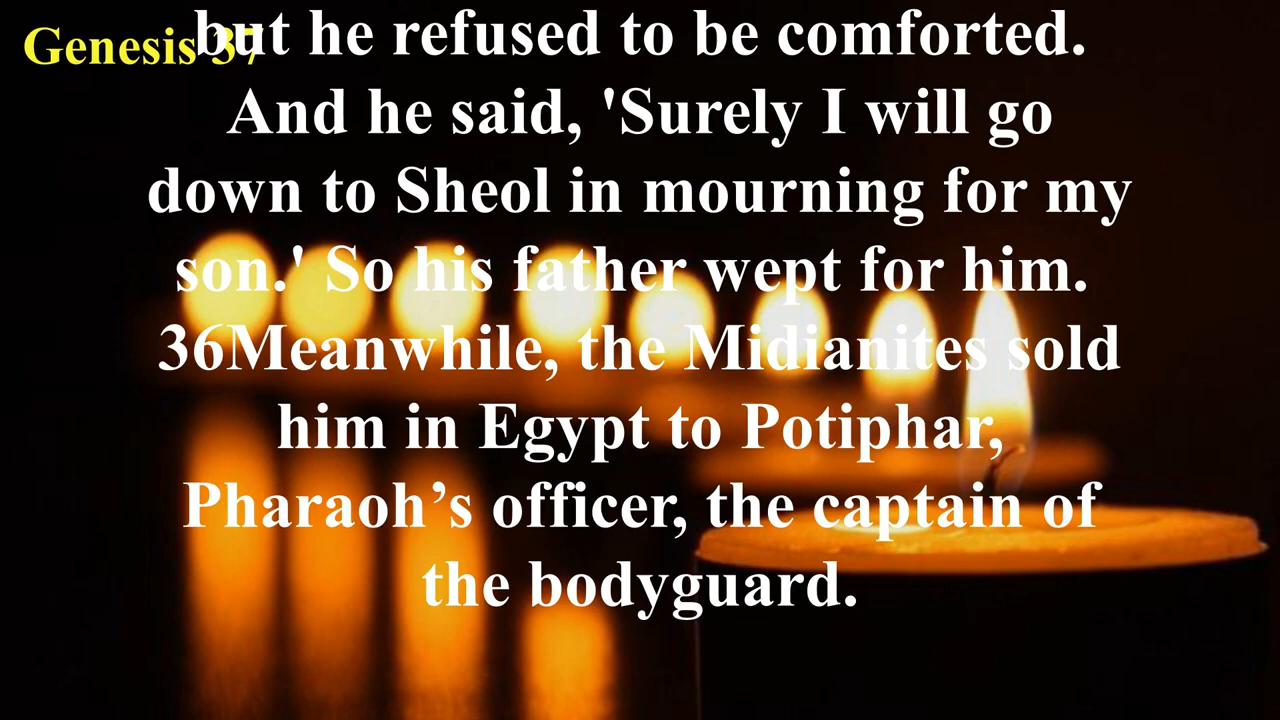 Genesis 37
but he refused to be comforted.
And he said, 'Surely I will go
down to Sheol in mourning for my
son.' So his father wept for him.
36Meanwhile, the Midianites sold
him in Egypt to Potiphar,
Pharaoh’s officer, the captain of
the bodyguard.